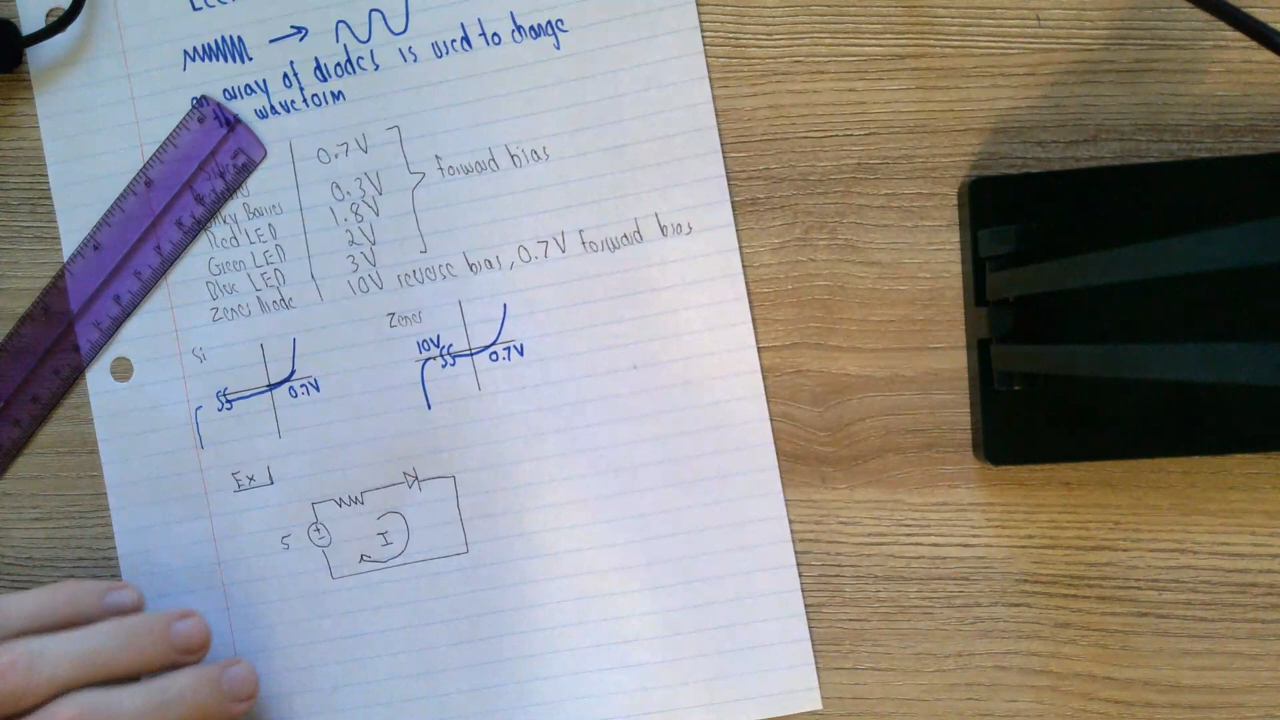 an array of diodes is used to change
the waveform
0.7V
0.3V
1.8V
forward bias
Red LED 2V
Green LED 3V
Blue LED 10V reverse bias, 0.7V forward bias
Zener Diode
Si
Zener
0.7V
10V
0.7V
Ex 1
5
I